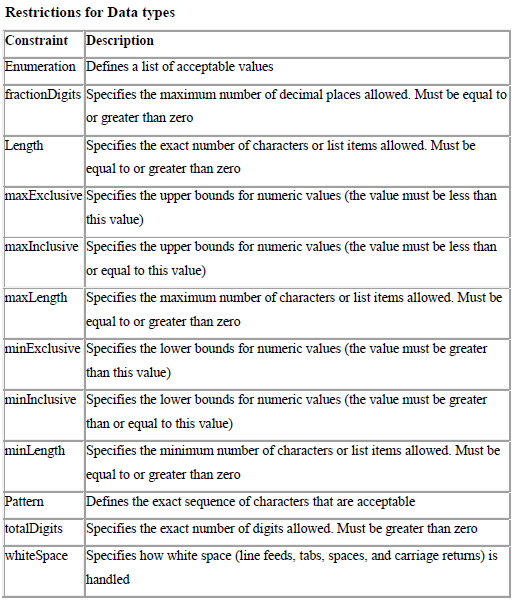 Restrictions for Data types
Constraint Description
Enumeration Defines a list of acceptable values
fractionDigits Specifies the maximum number of decimal places allowed. Must be equal to
or greater than zero
Length Specifies the exact number of characters or list items allowed. Must be
equal to or greater than zero
maxExclusive Specifies the upper bounds for numeric values (the value must be less than
this value)
maxInclusive Specifies the upper bounds for numeric values (the value must be less than
or equal to this value)
maxLength Specifies the maximum number of characters or list items allowed. Must be
equal to or greater than zero
minExclusive Specifies the lower bounds for numeric values (the value must be greater
than this value)
minInclusive Specifies the lower bounds for numeric values (the value must be greater
than or equal to this value)
minLength Specifies the minimum number of characters or list items allowed. Must be
equal to or greater than zero
Pattern Defines the exact sequence of characters that are acceptable
totalDigits Specifies the exact number of digits allowed. Must be greater than zero
whiteSpace Specifies how white space (line feeds, tabs, spaces, and carriage returns) is
handled